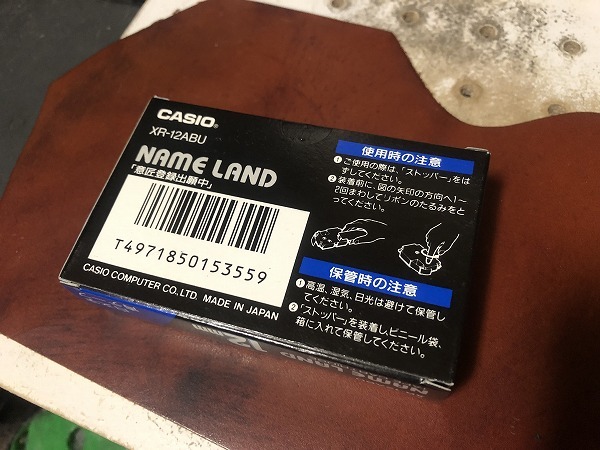 CASIO®
XR-12ABU
NAME LAND
「意匠登録出願中」
T4971850153559
CASIO COMPUTER CO.,LTD. MADE IN JAPAN
使用時の注意
❶ご使用の際は、「ストッパー」をは
ずしてください。
❷装着前に、図の矢印の方向へ1〜
2回まわしてリボンのたるみをと
ってください。
保管時の注意
❶高温、湿気、日光は避けて保管し
てください。
❷「ストッパー」を装着し、ビニール袋、
箱に入れて保管してください。
NAME LAND